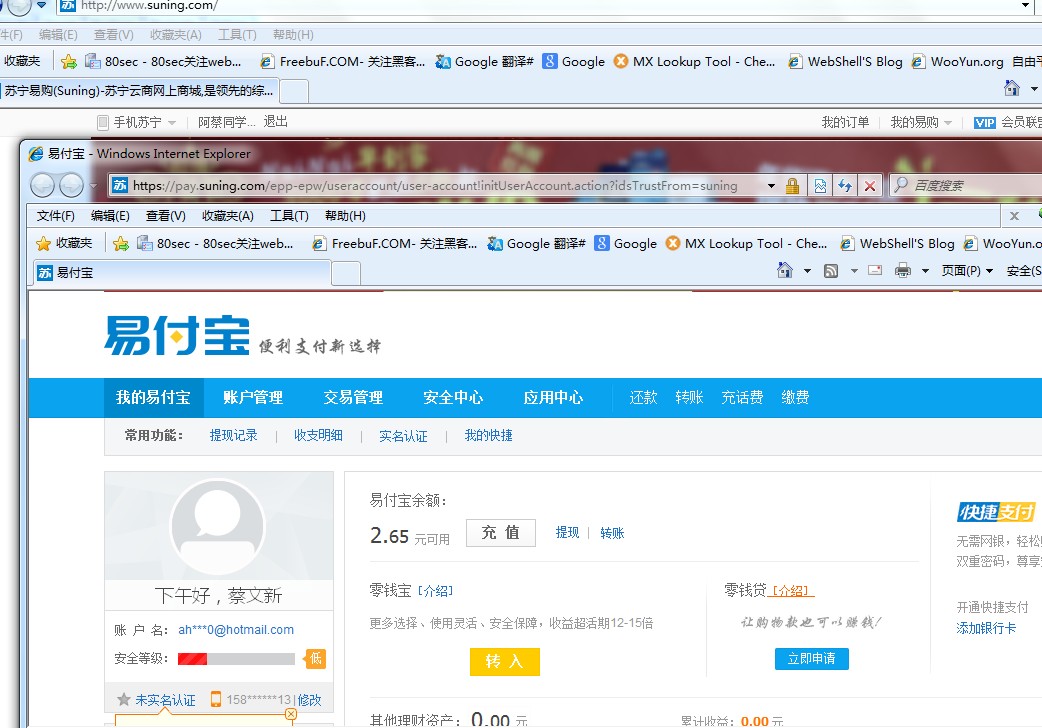 http://www.suning.com/
件(F) 编辑(E) 查看(V) 收藏夹(A) 工具(T) 帮助(H)
收藏夹 80sec - 80sec关注web... FreebuF.COM- 关注黑客... Google 翻译# Google MX Lookup Tool - Che... WebShell'S Blog WooYun.org 自由平
苏宁易购(Suning)-苏宁云商网上商城,是领先的综...
手机苏宁 阿蔡同学... 退出 我的订单 我的易购 VIP 会员联盟
易付宝 - Windows Internet Explorer
https://pay.suning.com/epp-epw/useraccount/user-account!initUserAccount.action?idsTrustFrom=suning 百度搜索
文件(F) 编辑(E) 查看(V) 收藏夹(A) 工具(T) 帮助(H)
收藏夹 80sec - 80sec关注web... FreebuF.COM- 关注黑客... Google 翻译# Google MX Lookup Tool - Che... WebShell'S Blog WooYun.o
苏 易付宝 页面(P) 安全(S
易付宝 便利支付新选择
我的易付宝 账户管理 交易管理 安全中心 应用中心 还款 转账 充话费 缴费
常用功能： 提现记录 | 收支明细 | 实名认证 | 我的快捷
易付宝余额：
2.65 元可用 充 值 提现 | 转账
快捷支付
无需网银，轻松
双重密码，尊享
下午好，蔡文新
零钱宝 [介绍] 零钱贷 [介绍]
更多选择、使用灵活、安全保障，收益超活期12-15倍 让购物款也可以赚钱!
开通快捷支付
添加银行卡
账 户 名： ah***0@hotmail.com
安全等级： 低
转 入 立即申请
未实名认证 158******13 | 修改
其他理财资产： 0.00 元 累计收益： 0.00 元